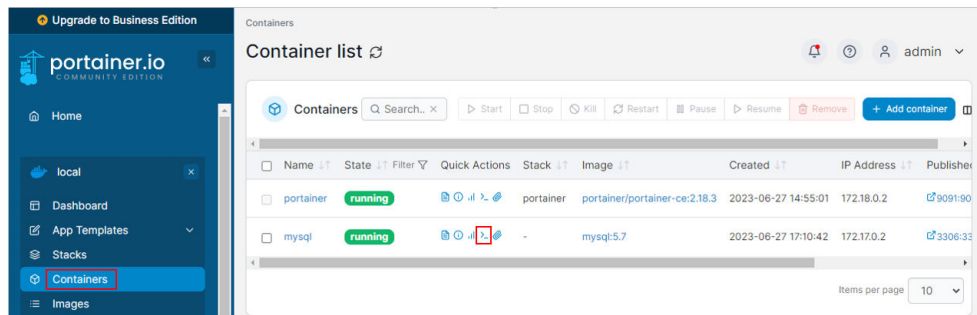 Upgrade to Business Edition
portainer.io
COMMUNITY EDITION
Home
local
Dashboard
App Templates
Stacks
Containers
Images
Containers
Container list
admin
Containers Search.. Start Stop Kill Restart Pause Resume Remove + Add container
Name State Filter Quick Actions Stack Image Created IP Address Published
portainer running portainer portainer/portainer-ce:2.18.3 2023-06-27 14:55:01 172.18.0.2 9091:90
mysql running - mysql:5.7 2023-06-27 17:10:42 172.17.0.2 3306:33
Items per page 10